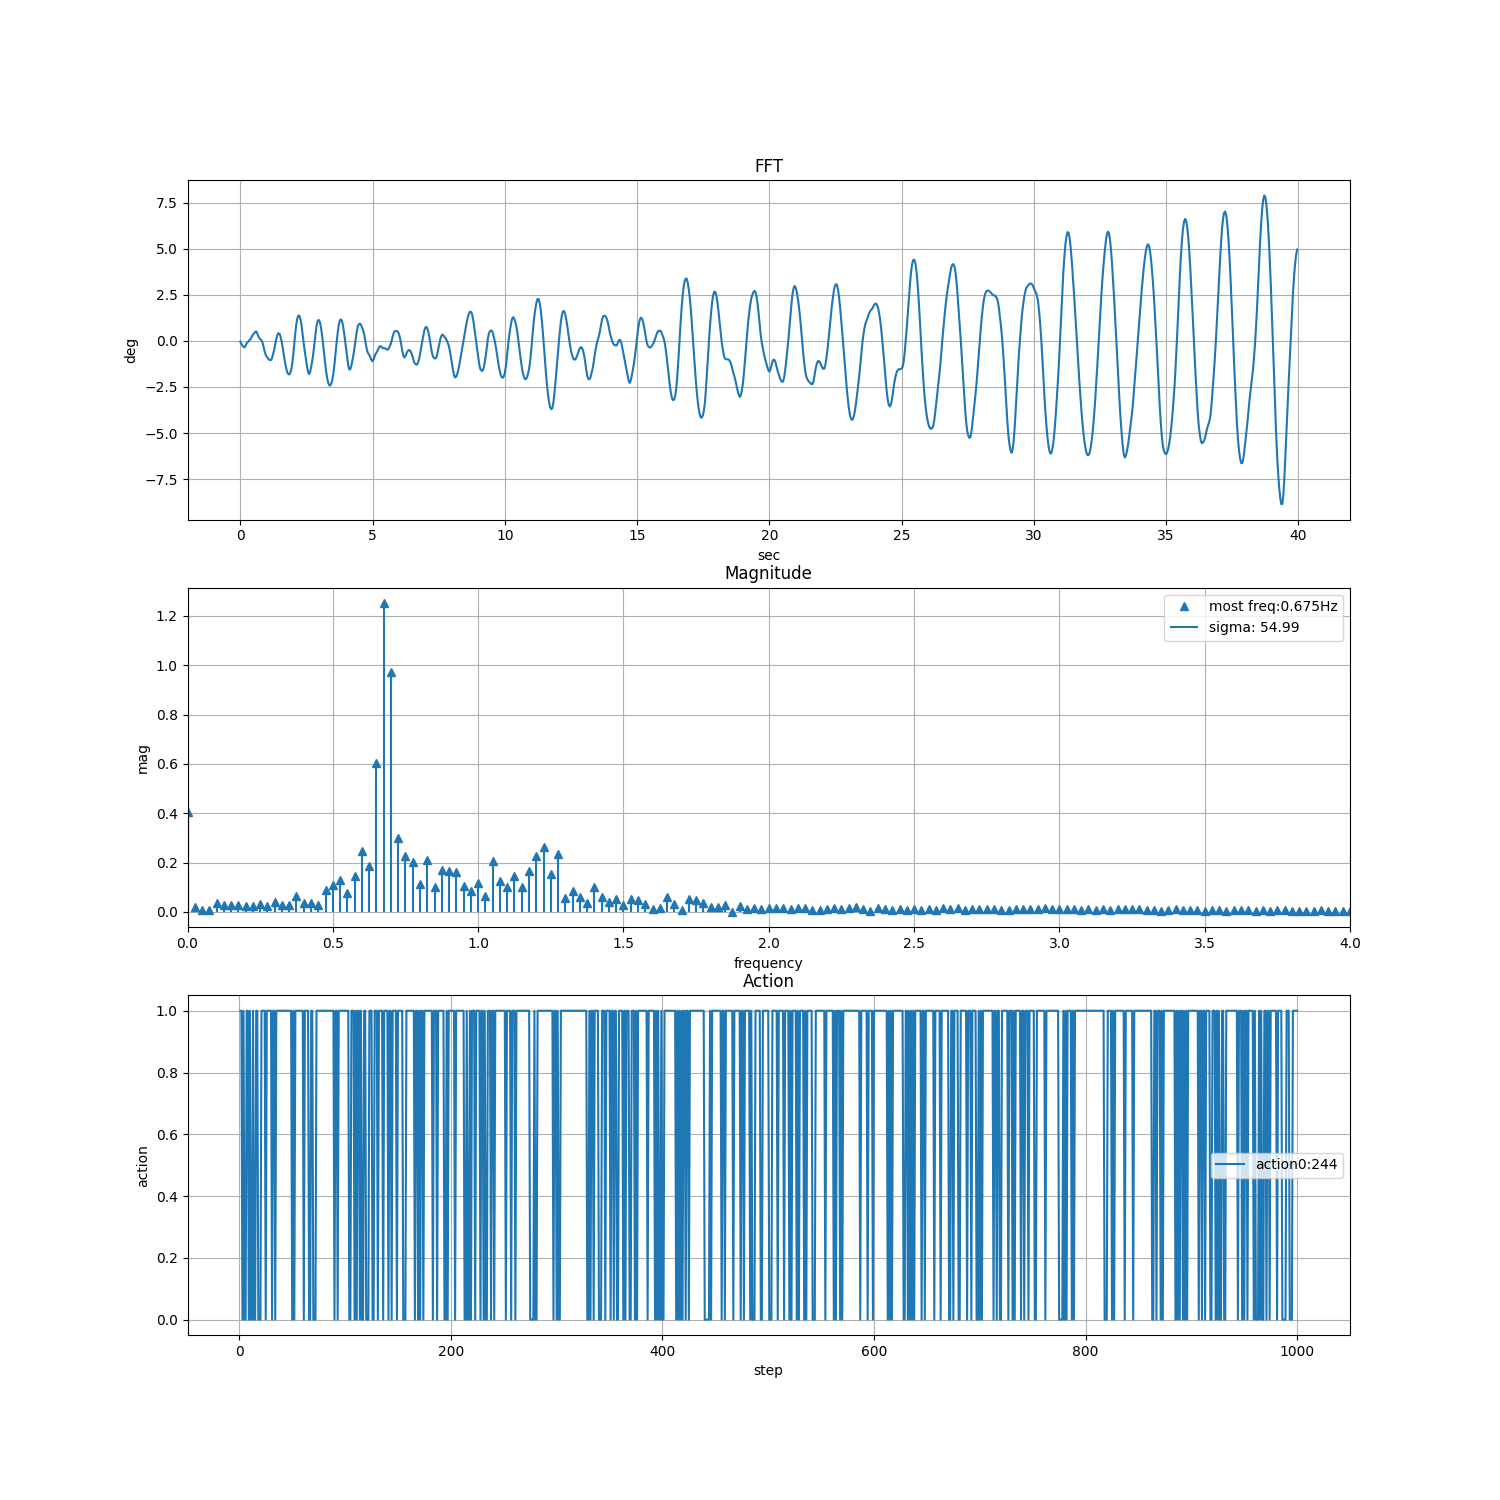 FFT
7.5
5.0
2.5
0.0
−2.5
−5.0
−7.5
deg
0 5 10 15 20 25 30 35 40
sec
Magnitude
most freq:0.675Hz
sigma: 54.99
1.2
1.0
0.8
0.6
0.4
0.2
0.0
mag
0.0 0.5 1.0 1.5 2.0 2.5 3.0 3.5 4.0
frequency
Action
1.0
0.8
0.6
0.4
0.2
0.0
action
action0:244
0 200 400 600 800 1000
step